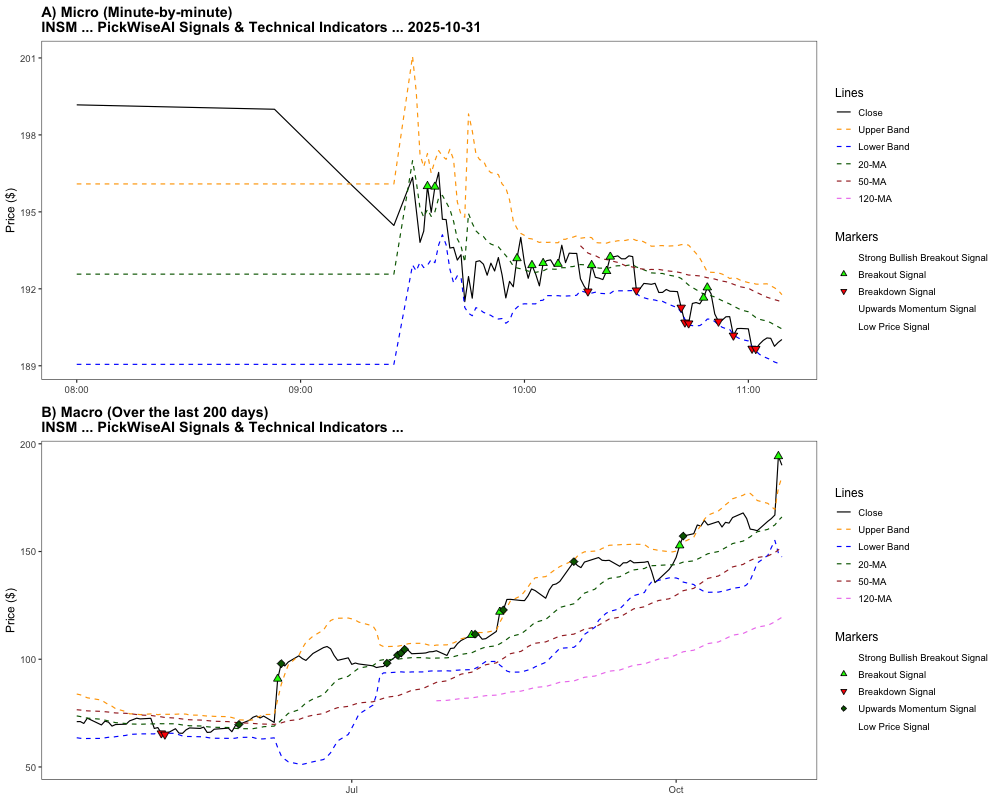 A) Micro (Minute-by-minute)
INSM ... PickWiseAI Signals & Technical Indicators ... 2025-10-31
Price ($)
201
198
195
192
189
08:00
09:00
10:00
11:00
Lines
Close
Upper Band
Lower Band
20-MA
50-MA
120-MA
Markers
Strong Bullish Breakout Signal
Breakout Signal
Breakdown Signal
Upwards Momentum Signal
Low Price Signal
B) Macro (Over the last 200 days)
INSM ... PickWiseAI Signals & Technical Indicators ...
Price ($)
200
150
100
50
Jul
Oct
Lines
Close
Upper Band
Lower Band
20-MA
50-MA
120-MA
Markers
Strong Bullish Breakout Signal
Breakout Signal
Breakdown Signal
Upwards Momentum Signal
Low Price Signal